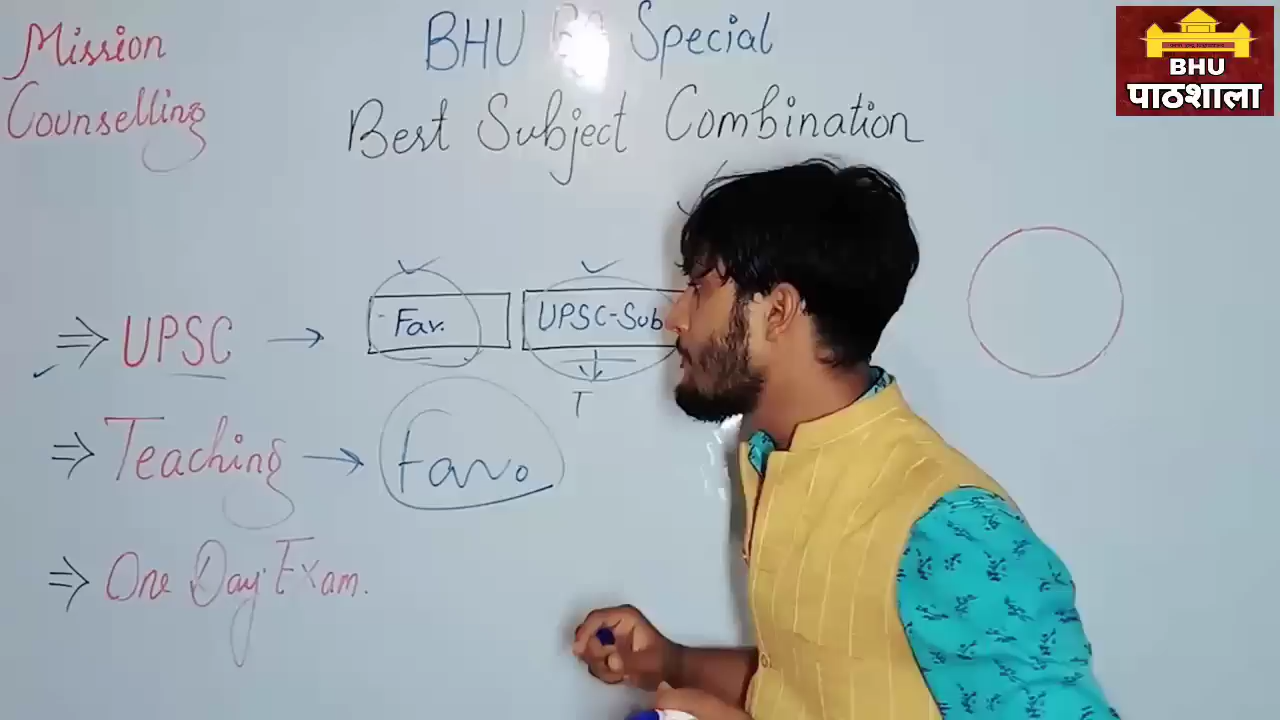 Mission
Counselling
BHU Special
Best Subject Combination
BHU
पाठशाला
⇒ UPSC → Fav. UPSC-Sub
T
⇒ Teaching → Fav.
⇒ One Day Exam.